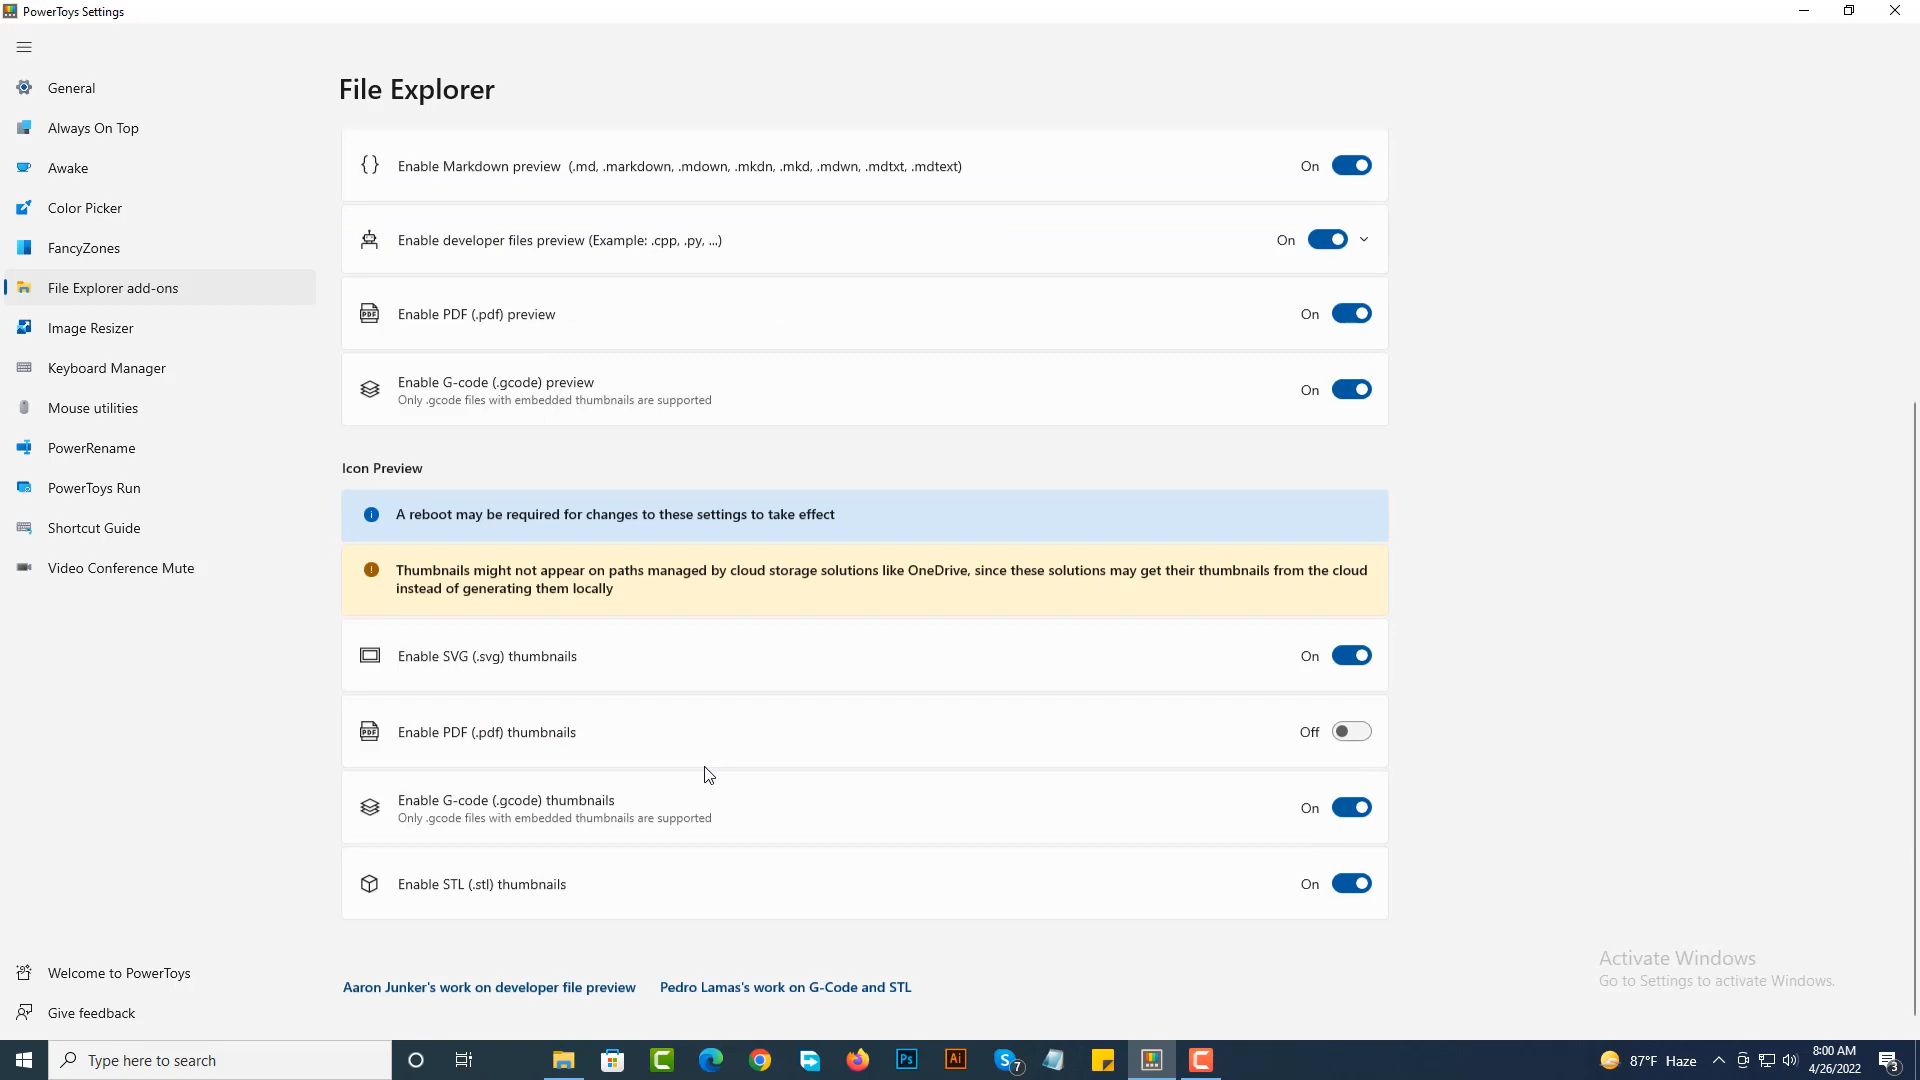 PowerToys Settings
General
Always On Top
Awake
Color Picker
FancyZones
File Explorer add-ons
Image Resizer
Keyboard Manager
Mouse utilities
PowerRename
PowerToys Run
Shortcut Guide
Video Conference Mute
Welcome to PowerToys
Give feedback
File Explorer
Enable Markdown preview (.md, .markdown, .mdown, .mkdn, .mkd, .mdwn, .mdtxt, .mdtext)
On
Enable developer files preview (Example: .cpp, .py, ...)
On
PDF
Enable PDF (.pdf) preview
On
Enable G-code (.gcode) preview
Only .gcode files with embedded thumbnails are supported
On
Icon Preview
A reboot may be required for changes to these settings to take effect
Thumbnails might not appear on paths managed by cloud storage solutions like OneDrive, since these solutions may get their thumbnails from the cloud
instead of generating them locally
Enable SVG (.svg) thumbnails
On
PDF
Enable PDF (.pdf) thumbnails
Off
Enable G-code (.gcode) thumbnails
Only .gcode files with embedded thumbnails are supported
On
Enable STL (.stl) thumbnails
On
Aaron Junker's work on developer file preview
Pedro Lamas's work on G-Code and STL
Activate Windows
Go to Settings to activate Windows.
Type here to search
Ps
Ai
S
7
87°F Haze
8:00 AM
4/26/2022
3